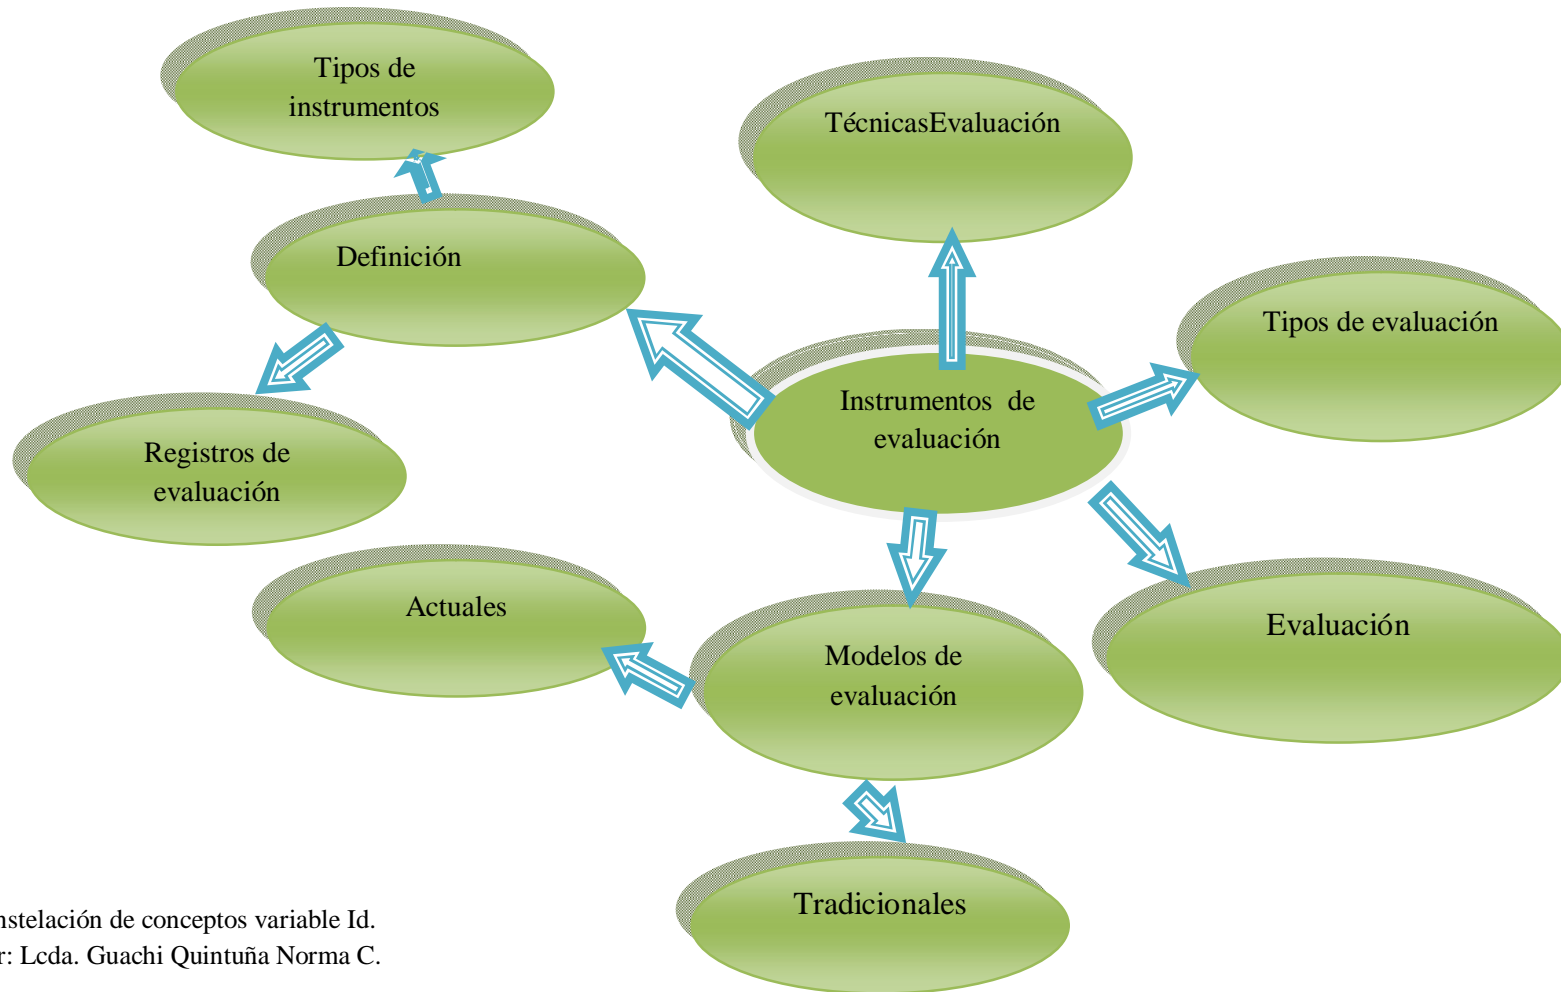 Tipos de
instrumentos
TécnicasEvaluación
Definición
Tipos de evaluación
Instrumentos de
evaluación
Registros de
evaluación
Actuales
Evaluación
Modelos de
evaluación
Tradicionales
nstelación de conceptos variable Id.
r: Lcda. Guachi Quintuña Norma C.